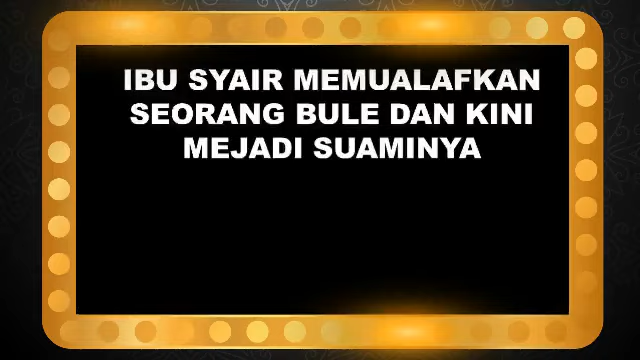 IBU SYAIR MEMUALAFKAN
SEORANG BULE DAN KINI
MEJADI SUAMINYA